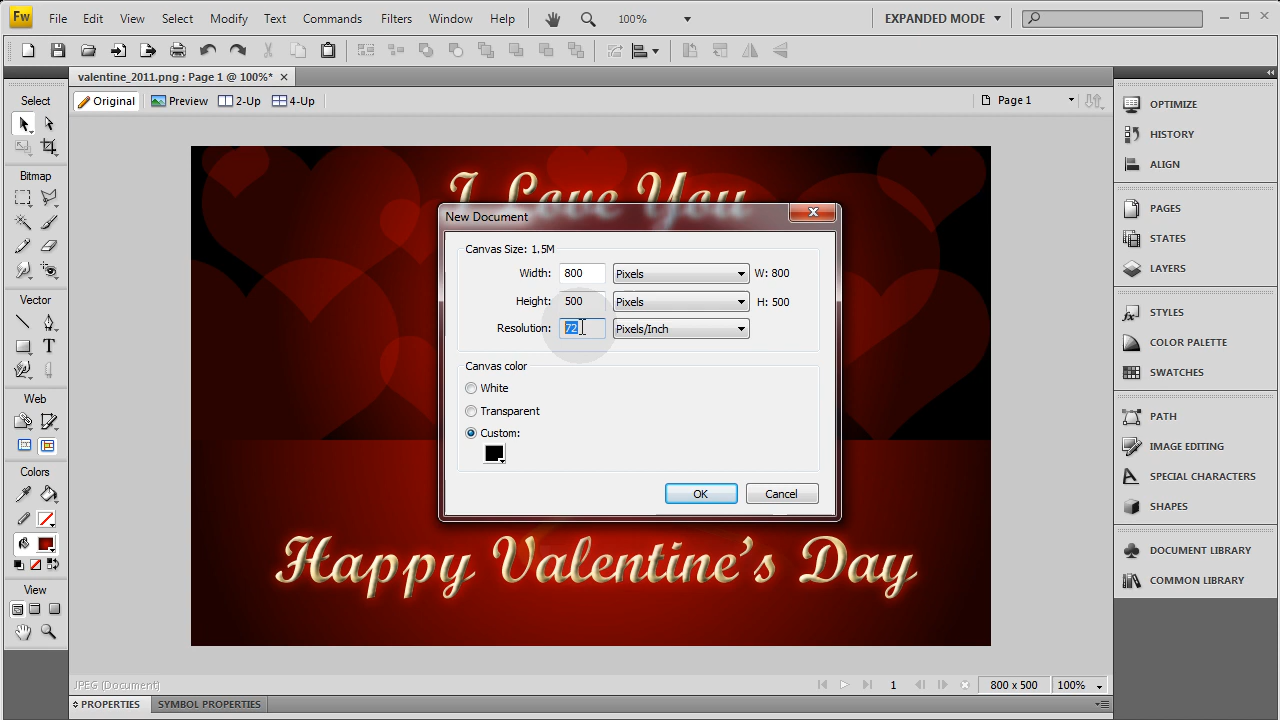 Fw File Edit View Select Modify Text Commands Filters Window Help 100% EXPANDED MODE
valentine_2011.png : Page 1 @ 100%*
Original Preview 2-Up 4-Up Page 1
Select
Bitmap
Vector
Web
Colors
View
I Love You
New Document
Canvas Size: 1.5M
Width: 800 Pixels W: 800
Height: 500 Pixels H: 500
Resolution: 72 Pixels/Inch
Canvas color
White
Transparent
Custom:
OK Cancel
Happy Valentine's Day
OPTIMIZE
HISTORY
ALIGN
PAGES
STATES
LAYERS
STYLES
COLOR PALETTE
SWATCHES
PATH
IMAGE EDITING
SPECIAL CHARACTERS
SHAPES
DOCUMENT LIBRARY
COMMON LIBRARY
JPEG (Document) 1 800 x 500 100%
PROPERTIES SYMBOL PROPERTIES